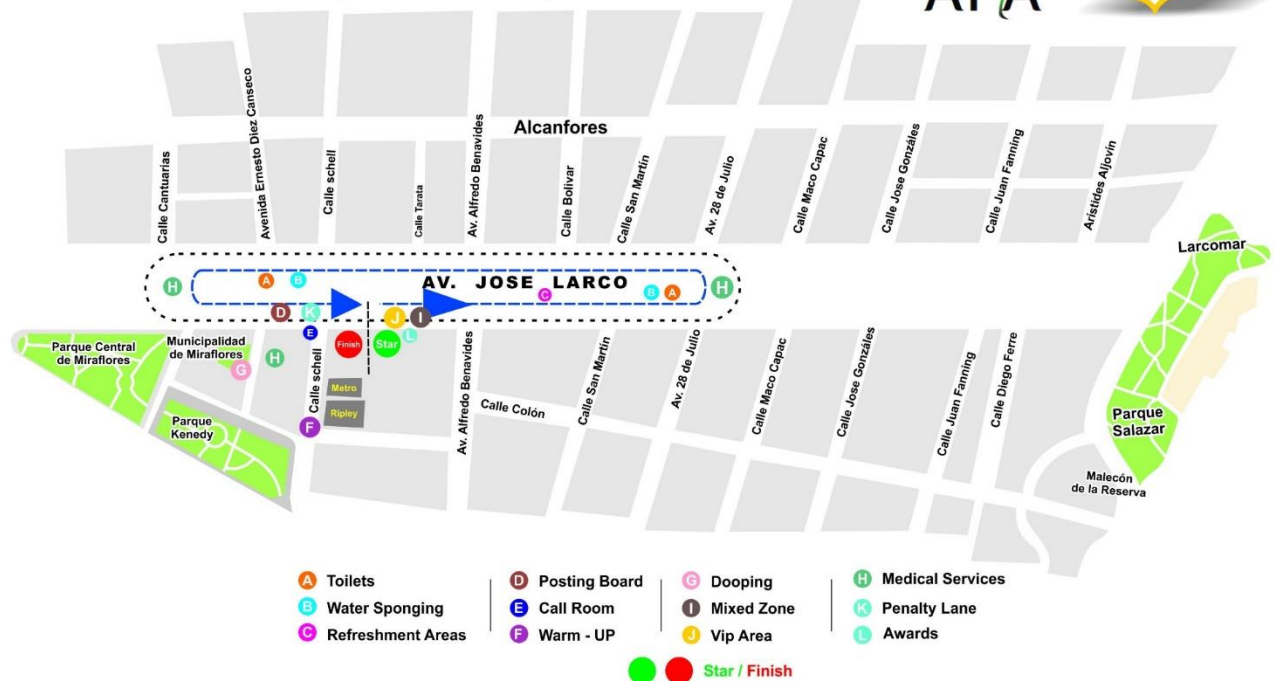 Alcanfores
Calle Cantuarias
Avenida Ernesto Diez Canseco
Calle schell
Calle Tarata
Av. Alfredo Benavides
Calle Bolivar
Calle San Martín
Av. 28 de Julio
Calle Maco Capac
Calle Jose Gonzáles
Calle Juan Fanning
Arístides Aljovín
Larcomar
A
B
AV. JOSE LARCO
H
C
B
A
H
D
K
J
I
E
Finish
Star
L
Parque Central
de Miraflores
Municipalidad
de Miraflores
H
G
Calle schell
Metro
Ripley
F
Parque
Kenedy
Av. Alfredo Benavides
Calle Colón
Calle San Martín
Av. 28 de Julio
Calle Maco Capac
Calle Jose Gonzáles
Calle Juan Fanning
Calle Diego Ferre
Parque
Salazar
Malecón
de la Reserva
A Toilets
B Water Sponging
C Refreshment Areas
D Posting Board
E Call Room
F Warm - UP
G Dooping
I Mixed Zone
J Vip Area
H Medical Services
K Penalty Lane
L Awards
Star / Finish